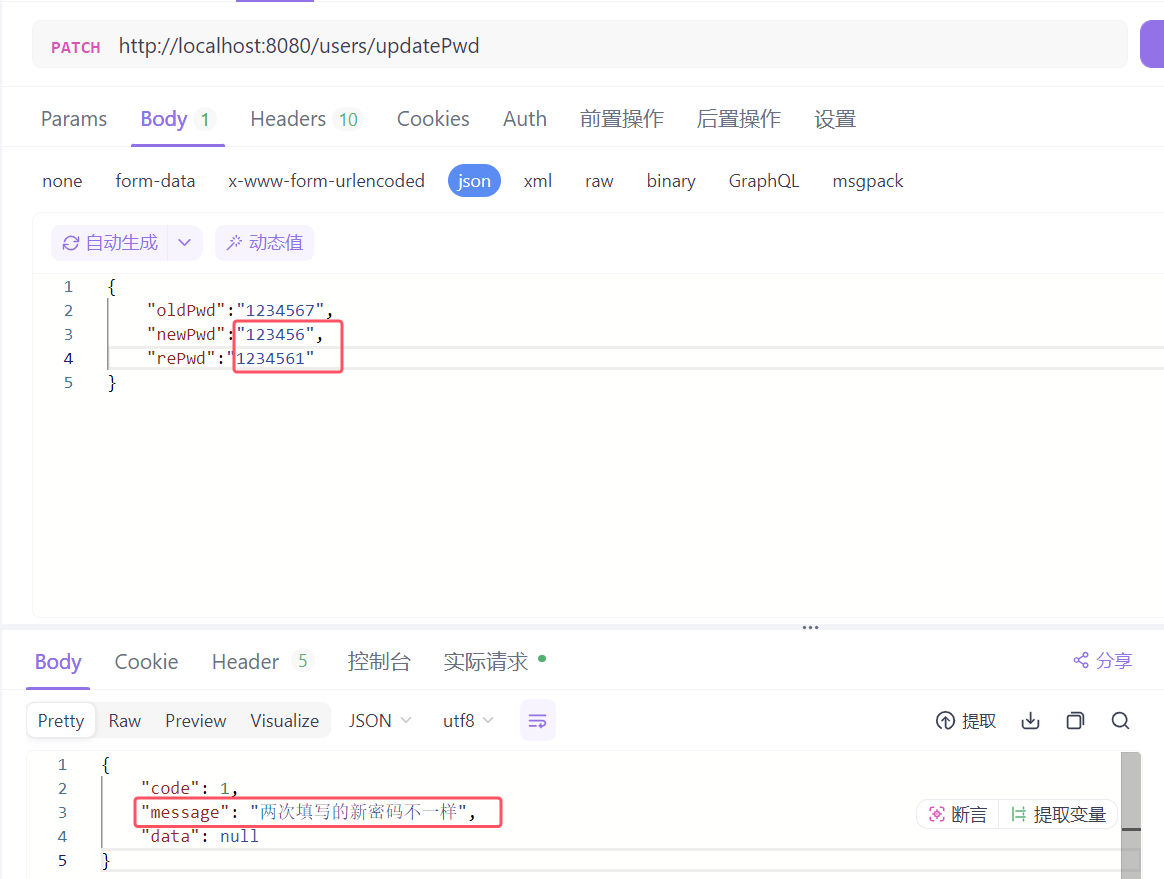 PATCH http://localhost:8080/users/updatePwd
Params Body 1 Headers 10 Cookies Auth 前置操作 后置操作 设置
none form-data x-www-form-urlencoded json xml raw binary GraphQL msgpack
自动生成 动态值
1 {
2 "oldPwd":"1234567",
3 "newPwd":"123456",
4 "rePwd":"1234561"
5 }
Body Cookie Header 5 控制台 实际请求 分享
Pretty Raw Preview Visualize JSON utf8 提取
1 {
2 "code": 1,
3 "message": "两次填写的新密码不一样",
断言 提取变量
4 "data": null
5 }